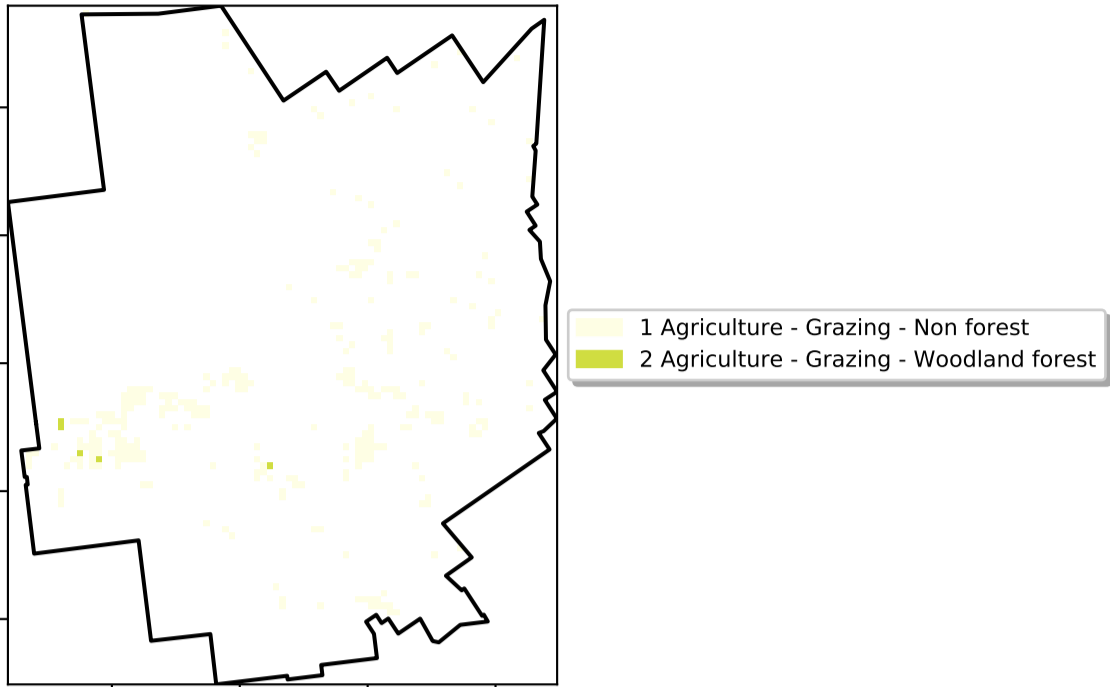 1 Agriculture - Grazing - Non forest
2 Agriculture - Grazing - Woodland forest